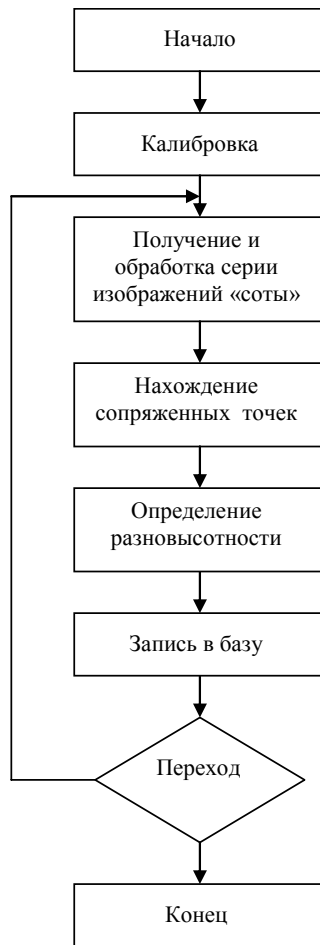 Начало
Калибровка
Получение и
обработка серии
изображений «соты»
Нахождение
сопряженных точек
Определение
разновысотности
Запись в базу
Переход
Конец